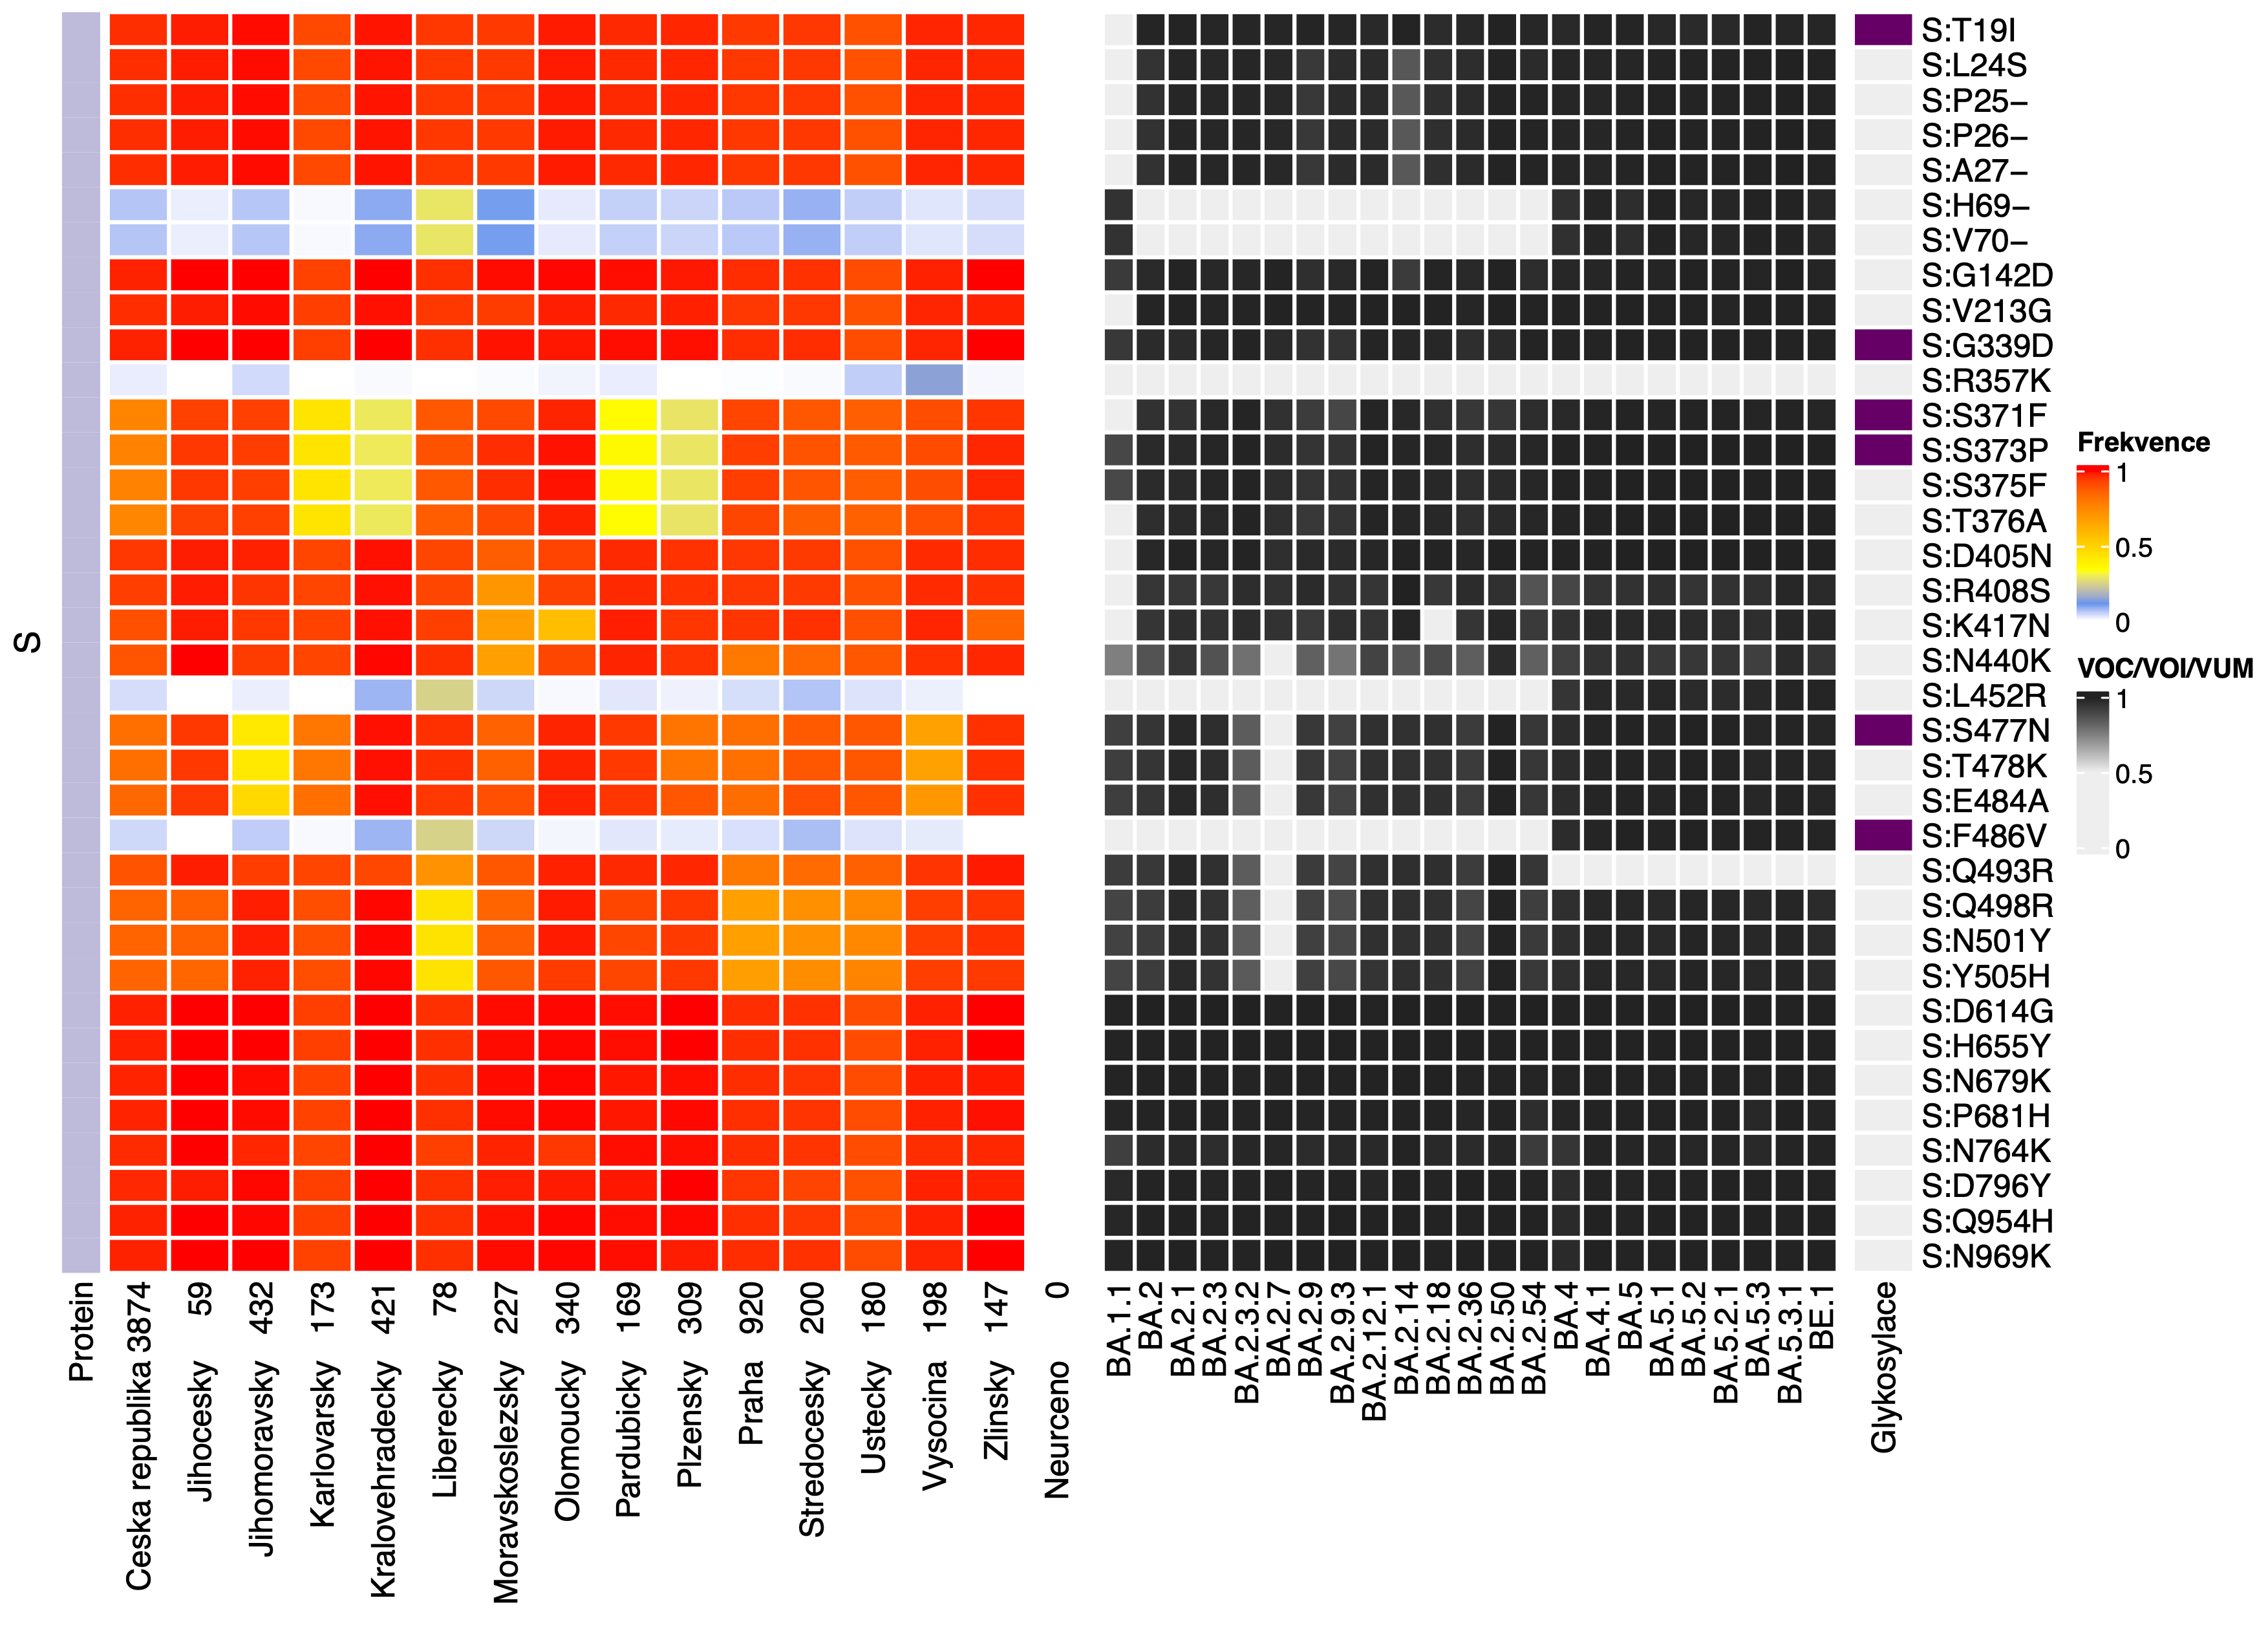 S:T19I
S:L24S
S:P25−
S:P26−
S:A27−
S:H69−
S:V70−
S:G142D
S:V213G
S:G339D
S:R357K
S:S371F
S:S373P
S:S375F
S:T376A
S:D405N
S:R408S
S:K417N
S:N440K
S:L452R
S:S477N
S:T478K
S:E484A
S:F486V
S:Q493R
S:Q498R
S:N501Y
S:Y505H
S:D614G
S:H655Y
S:N679K
S:P681H
S:N764K
S:D796Y
S:Q954H
S:N969K
S
Frekvence
1
0.5
0
VOC/VOI/VUM
1
0.5
0
Protein
Ceska republika 3874
Jihocesky 59
Jihomoravsky 432
Karlovarsky 173
Kralovehradecky 421
Liberecky 78
Moravskoslezsky 227
Olomoucky 340
Pardubicky 169
Plzensky 309
Praha 920
Stredocesky 200
Ustecky 180
Vysocina 198
Zlinsky 147
Neurceno 0
BA.1.1
BA.2
BA.2.1
BA.2.3
BA.2.3.2
BA.2.7
BA.2.9
BA.2.9.3
BA.2.12.1
BA.2.14
BA.2.18
BA.2.36
BA.2.50
BA.2.54
BA.4
BA.4.1
BA.5
BA.5.1
BA.5.2
BA.5.2.1
BA.5.3
BA.5.3.1
BE.1
Glykosylace